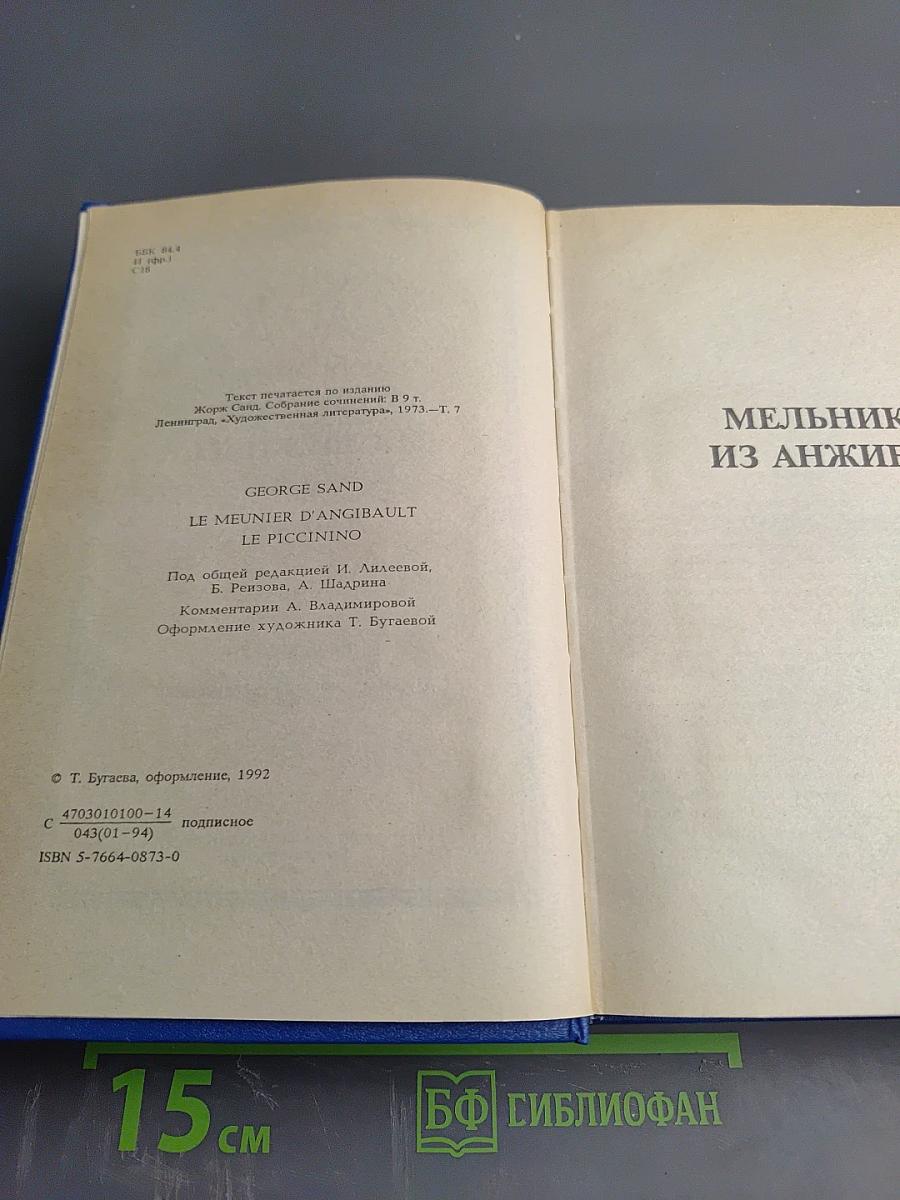 ББК 84.4
И (фр.)
С18
Текст печатается по изданию
Жорж Санд. Собрание сочинений: В 9 т.
Ленинград, «Художественная литература», 1973.—Т. 7
GEORGE SAND
LE MEUNIER D'ANGIBAULT
LE PICCININO
Под общей редакцией И. Лилеевой,
Б. Реизова, А. Шадрина
Комментарии А. Владимировой
Оформление художника Т. Бугаевой
© Т. Бугаева, оформление, 1992
С 4703010100—14
043(01—94) подписное
ISBN 5-7664-0873-0
МЕЛЬНИК
ИЗ
15 см
БФ БИБЛИОФАН